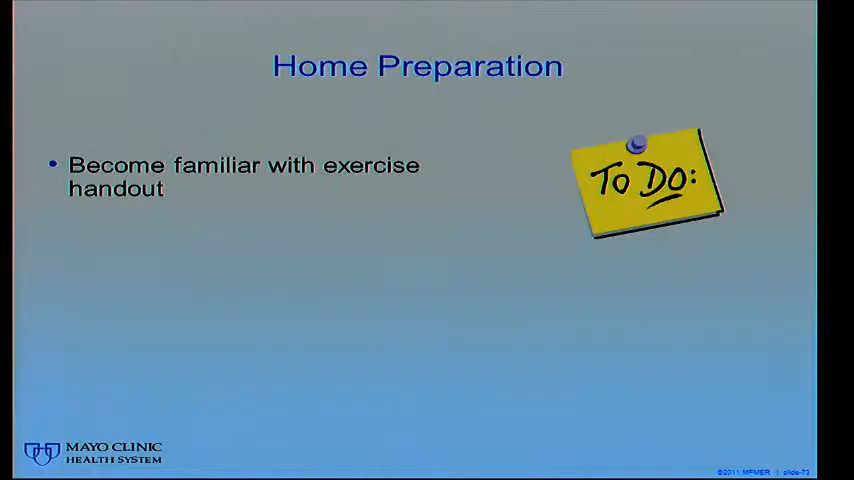 Home Preparation
• Become familiar with exercise
handout
To Do:
MAYO CLINIC
HEALTH SYSTEM
©2011 MFMER | slide-73